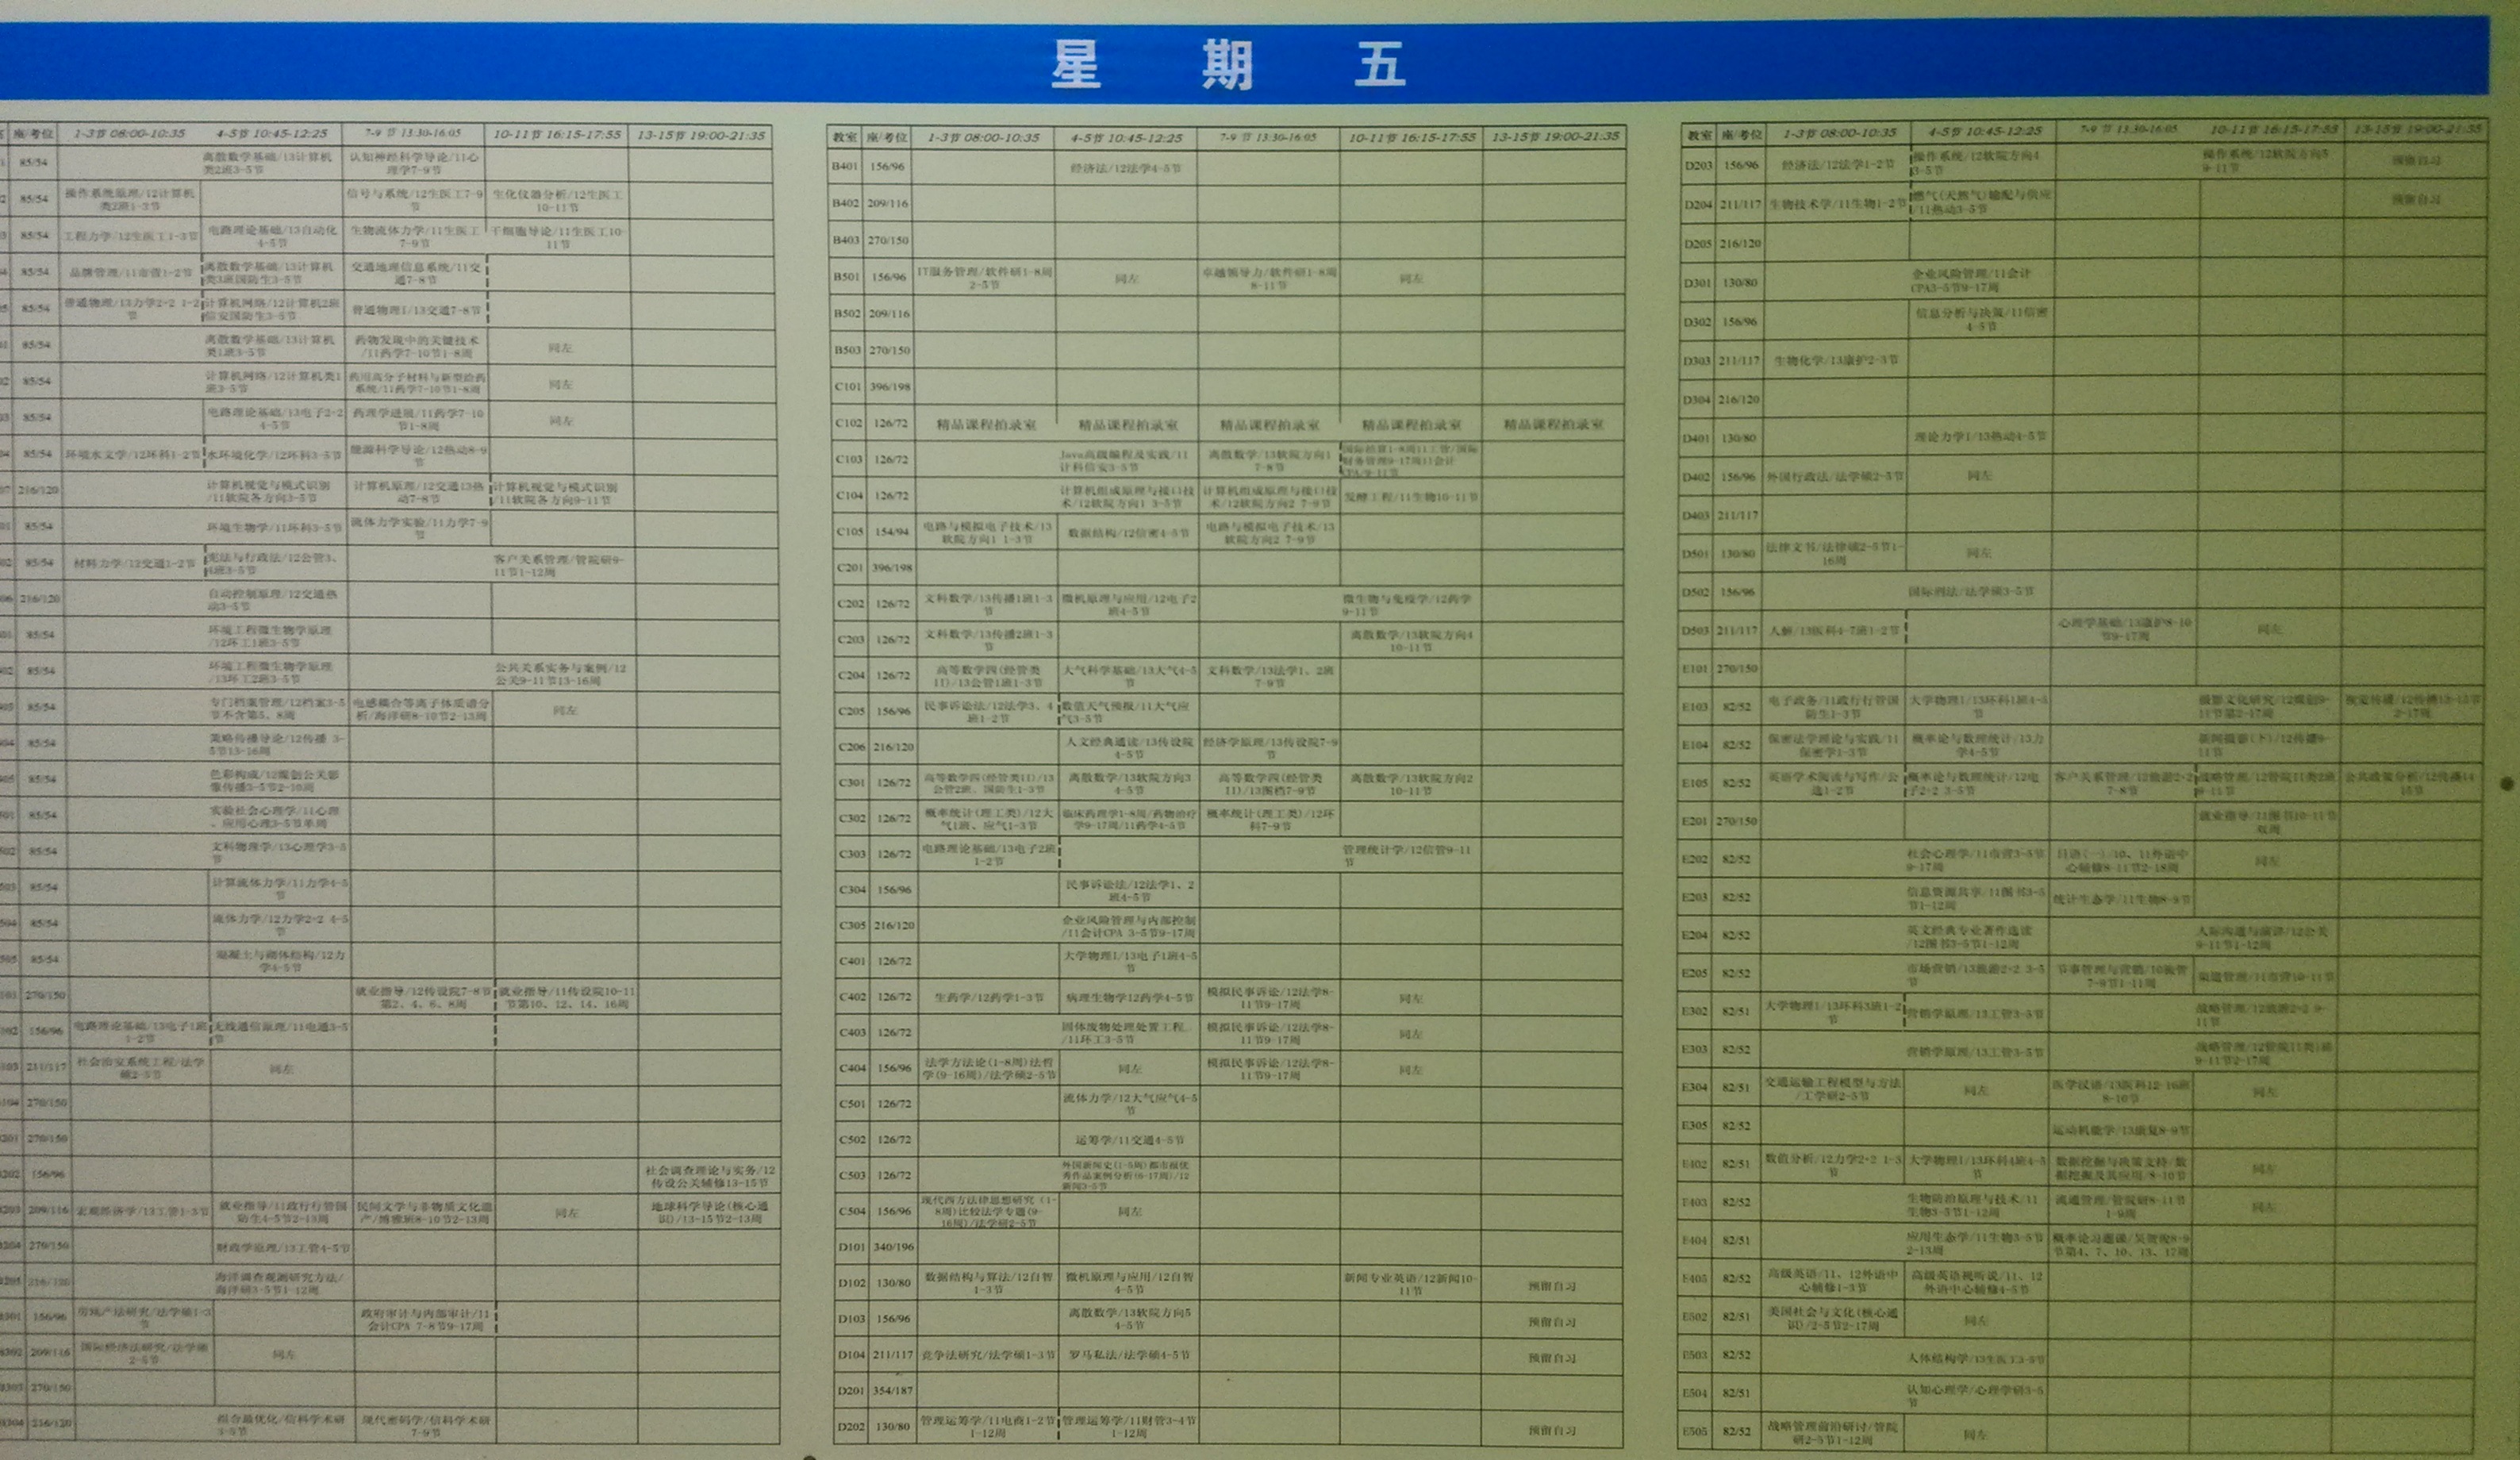 星 期 五
座/考位 1-3节 08:00-10:35 4-5节 10:45-12:25 7-9 节 13:30-16:05 10-11节 16:15-17:55 13-15节 19:00-21:35
85/54 离散数学基础/13计算机类2班3-5节 认知神经科学导论/11心理学7-9节
85/54 操作系统原理/12计算机类2班1-3节 信号与系统/12生医工7-9节 生化仪器分析/12生医工10-11节
85/54 工程力学/12生医工1-3节 电路理论基础/13自动化4-5节 生物流体力学/11生医工7-9节 干细胞导论/11生医工10-11节
85/54 品牌管理/11市营1-2节 离散数学基础/13计算机类3班国防生3-5节 交通地理信息系统/11交通7-8节
85/54 普通物理/13力学2+2 1-2节 计算机网络/12计算机2班信安国防生3-5节 普通物理I/13交通7-8节
85/54 离散数学基础/13计算机类1班3-5节 药物发现中的关键技术/11药学7-10节1-8周 同左
85/54 计算机网络/12计算机类1班3-5节 药用高分子材料与新型给药系统/11药学7-10节1-8周 同左
85/54 电路理论基础/13电子2+2 4-5节 药理学进展/11药学7-10节1-8周 同左
85/54 环境水文学/12环科1-2节 水环境化学/12环科3-5节 能源科学导论/12热动8-9节
216/120 计算机视觉与模式识别/11软院各方向3-5节 计算机原理/12交通13热动7-8节 计算机视觉与模式识别/11软院各方向9-11节
85/54 环境生物学/11环科3-5节 流体力学实验/11力学7-9节
85/54 材料力学/12交通1-2节 宪法与行政法/12公管3、4班3-5节 客户关系管理/管院研9-11节1-12周
216/120 自动控制原理/12交通热动3-5节
85/54 环境工程微生物学原理/12环工1班3-5节
85/54 环境工程微生物学原理/13环工2班3-5节 公共关系实务与案例/12公关9-11节13-16周
85/54 专门档案管理/12档案3-5节不含第5、8周 电感耦合等离子体质谱分析/海洋研8-10节2-13周 同左
85/54 策略传播导论/12传播 3-5节13-16周
85/54 色彩构成/12媒创公关影像传播3-5节2-10周
85/54 实验社会心理学/11心理、应用心理3-5节单周
85/54 文科物理学/13心理学3-5节
85/54 计算流体力学/11力学4-5节
85/54 流体力学/12力学2+2 4-5节
85/54 混凝土与砌体结构/12力学4-5节
270/150 就业指导/12传设院7-8节第2、4、6、8周 就业指导/11传设院10-11节第10、12、14、16周
156/96 电路理论基础/13电子1班1-2节 无线通信原理/11电通3-5节
211/117 社会治安系统工程/法学硕2-5节 同左
270/150
270/150
156/96 社会调查理论与实务/12传设公关辅修13-15节
209/116 宏观经济学/13工管1-3节 就业指导/11政行行管国防生4-5节2-13周 民间文学与非物质文化遗产/博雅班8-10节2-13周 同左 地球科学导论(核心通识)/13-15节2-13周
270/150 财政学原理/13工管4-5节
216/120 海洋调查观测研究方法/海洋研3-5节1-12周
156/96 房地产法研究/法学硕1-3节 政府审计与内部审计/11会计CPA 7-8节9-17周
209/116 国际经济法研究/法学硕2-5节 同左
270/150
216/120 组合最优化/信科学术研3-5节 现代密码学/信科学术研7-9节
教室 座/考位 1-3节 08:00-10:35 4-5节 10:45-12:25 7-9 节 13:30-16:05 10-11节 16:15-17:55 13-15节 19:00-21:35
B401 156/96 经济法/12法学4-5节
B402 209/116
B403 270/150
B501 156/96 IT服务管理/软件研1-8周2-5节 同左 卓越领导力/软件研1-8周8-11节 同左
B502 209/116
B503 270/150
C101 396/198
C102 126/72 精品课程拍录室 精品课程拍录室 精品课程拍录室 精品课程拍录室 精品课程拍录室
C103 126/72 Java高级编程及实践/11计科信安3-5节 离散数学/13软院方向1 7-8节 国际结算1-8周11工管/国际财务管理9-17周11会计CPA/9-11节
C104 126/72 计算机组成原理与接口技术/12软院方向1 3-5节 计算机组成原理与接口技术/12软院方向2 7-9节 发酵工程/11生物10-11节
C105 154/94 电路与模拟电子技术/13软院方向1 1-3节 数据结构/12信密4-5节 电路与模拟电子技术/13软院方向2 7-9节
C201 396/198
C202 126/72 文科数学/13传播1班1-3节 微机原理与应用/12电子2班4-5节 微生物与免疫学/12药学9-11节
C203 126/72 文科数学/13传播2班1-3节 离散数学/13软院方向4 10-11节
C204 126/72 高等数学四(经管类II)/13公管1班1-3节 大气科学基础/13大气4-5节 文科数学/13法学1、2班7-9节
C205 156/96 民事诉讼法/12法学3、4班1-2节 数值天气预报/11大气应气3-5节
C206 216/120 人文经典通读/13传设院4-5节 经济学原理/13传设院7-9节
C301 126/72 高等数学四(经管类II)/13公管2班、国防生1-3节 离散数学/13软院方向3 4-5节 高等数学四(经管类II)/13图档7-9节 离散数学/13软院方向2 10-11节
C302 126/72 概率统计(理工类)/12大气1班、应气1-3节 临床药理学1-8周/药物治疗学9-17周/11药学4-5节 概率统计(理工类)/12环科7-9节
C303 126/72 电路理论基础/13电子2班1-2节 管理统计学/12信管9-11节
C304 156/96 民事诉讼法/12法学1、2班4-5节
C305 216/120 企业风险管理与内部控制/11会计CPA 3-5节9-17周
C401 126/72 大学物理I/13电子1班4-5节
C402 126/72 生药学/12药学1-3节 病理生物学12药学4-5节 模拟民事诉讼/12法学8-11节9-17周 同左
C403 126/72 固体废物处理处置工程/11环工3-5节 模拟民事诉讼/12法学8-11节9-17周 同左
C404 156/96 法学方法论(1-8周)法哲学(9-16周)/法学硕2-5节 同左 模拟民事诉讼/12法学8-11节9-17周 同左
C501 126/72 流体力学/12大气应气4-5节
C502 126/72 运筹学/11交通4-5节
C503 126/72 外国新闻史(1-5周)都市报优秀作品案例分析(6-17周)/12新闻3-5节
C504 156/96 现代西方法律思想研究 (1-8周)比较法学专题(9-16周)/法学研2-5节 同左
D101 340/196
D102 130/80 数据结构与算法/12自智1-3节 微机原理与应用/12自智4-5节 新闻专业英语/12新闻10-11节 预留自习
D103 156/96 离散数学/13软院方向5 4-5节 预留自习
D104 211/117 竞争法研究/法学硕1-3节 罗马私法/法学硕4-5节 预留自习
D201 354/187
D202 130/80 管理运筹学/11电商1-2节1-12周 管理运筹学/11财管3-4节1-12周 预留自习
教室 座/考位 1-3节 08:00-10:35 4-5节 10:45-12:25 7-9 节 13:30-16:05 10-11节 16:15-17:55 13-15节 19:00-21:35
D203 156/96 经济法/12法学1-2节 操作系统/12软院方向4 3-5节 操作系统/12软院方向5 9-11节 预留自习
D204 211/117 生物技术学/11生物1-2节 燃气(天然气)输配与供应/11热动3-5节 预留自习
D205 216/120
D301 130/80 企业风险管理/11会计CPA3-5节9-17周
D302 156/96 信息分析与决策/11信密4-5节
D303 211/117 生物化学/13康护2-3节
D304 216/120
D401 130/80 理论力学I/13热动4-5节
D402 156/96 外国行政法/法学硕2-5节 同左
D403 211/117
D501 130/80 法律文书/法律硕2-5节1-16周 同左
D502 156/96 国际刑法/法学硕3-5节
D503 211/117 人解/13医科4-7班1-2节 心理学基础/13康护8-10节9-17周 同左
E101 270/150
E103 82/52 电子政务/11政行行管国防生1-3节 大学物理I/13环科1班4-5节 摄影文化研究/12媒创9-11节第2-17周 视觉传播/12传播13-15节2-17周
E104 82/52 保密法学理论与实践/11保密学1-3节 概率论与数理统计/13力学4-5节 新闻摄影(下)/12传播9-11节
E105 82/52 英语学术阅读与写作/公选1-2节 概率论与数理统计/12电子2+2 3-5节 客户关系管理/12旅游2+2 7-8节 战略管理/12管院II类2班9-11节 公共政策分析/12传播14-15节
E201 270/150 就业指导/11图书10-11节双周
E202 82/52 社会心理学/11市营3-5节9-17周 日语(一)/10、11外语中心辅修8-11节2-18周 同左
E203 82/52 信息资源共享/11图书3-5节1-12周 统计生态学/11生物8-9节
E204 82/52 英文经典专业著作选读/12图书3-5节1-12周 人际沟通与演讲/12公关9-11节1-12周
E205 82/52 市场营销/13旅游2+2 3-5节 节事管理与营销/10旅管7-9节1-11周 渠道管理/11市营10-11节
E302 82/51 大学物理I/13环科3班1-2节 营销学原理/13工管3-5节 战略管理/12旅游2+2 9-11节
E303 82/52 营销学原理/13工管3-5节 战略管理/12管院II类1班9-11节2-17周
E304 82/51 交通运输工程模型与方法/工学研2-5节 同左 医学汉语/13医科12-16班8-10节 同左
E305 82/52 运动机能学/13康复8-9节
E402 82/51 数值分析/12力学2+2 1-3节 大学物理I/13环科4班4-5节 数据挖掘与决策支持/数据挖掘及其应用/8-10节 同左
E403 82/52 生物防治原理与技术/11生物3-5节1-12周 流通管理/管院研8-11节1-9周 同左
E404 82/51 应用生态学/11生物3-5节2-13周 概率论习题课/吴贺俊8-9节第4、7、10、13、17周
E405 82/52 高级英语/11、12外语中心辅修1-3节 高级英语视听说/11、12外语中心辅修4-5节
E502 82/51 美国社会与文化(核心通识)/2-5节2-17周 同左
E503 82/52 人体结构学/13生医工3-5节
E504 82/51 认知心理学/心理学研3-5节
E505 82/52 战略管理前沿研讨/管院研2-5节1-12周 同左